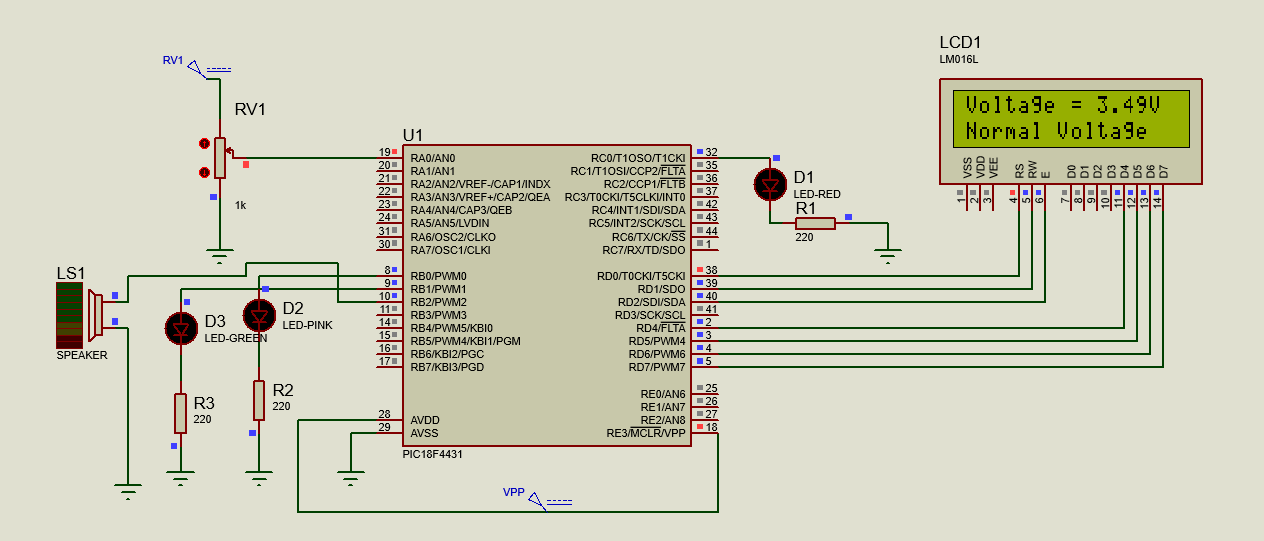 LCD1
LM016L
Voltage = 3.49V
Normal Voltage
VSS
VDD
VEE
RS
RW
E
D0
D1
D2
D3
D4
D5
D6
D7
1
2
3
4
5
6
7
8
9
10
11
12
13
14
RV1
RV1
1k
U1
19 RA0/AN0
20 RA1/AN1
21 RA2/AN2/VREF-/CAP1/INDX
22 RA3/AN3/VREF+/CAP2/QEA
23 RA4/AN4/CAP3/QEB
24 RA5/AN5/LVDIN
31 RA6/OSC2/CLKO
30 RA7/OSC1/CLKI
8 RB0/PWM0
9 RB1/PWM1
10 RB2/PWM2
11 RB3/PWM3
14 RB4/PWM5/KBI0
15 RB5/PWM4/KBI1/PGM
16 RB6/KBI2/PGC
17 RB7/KBI3/PGD
28 AVDD
29 AVSS
RC0/T1OSO/T1CKI 32
RC1/T1OSI/CCP2/FLTA 35
RC2/CCP1/FLTB 36
RC3/T0CKI/T5CLKI/INT0 37
RC4/INT1/SDI/SDA 42
RC5/INT2/SCK/SCL 43
RC6/TX/CK/SS 44
RC7/RX/TD/SDO 1
RD0/T0CKI/T5CKI 38
RD1/SDO 39
RD2/SDI/SDA 40
RD3/SCK/SCL 41
RD4/FLTA 2
RD5/PWM4 3
RD6/PWM6 4
RD7/PWM7 5
RE0/AN6 25
RE1/AN7 26
RE2/AN8 27
RE3/MCLR/VPP 18
PIC18F4431
D1
LED-RED
R1
220
LS1
SPEAKER
D3
LED-GREEN
D2
LED-PINK
R3
220
R2
220
VPP